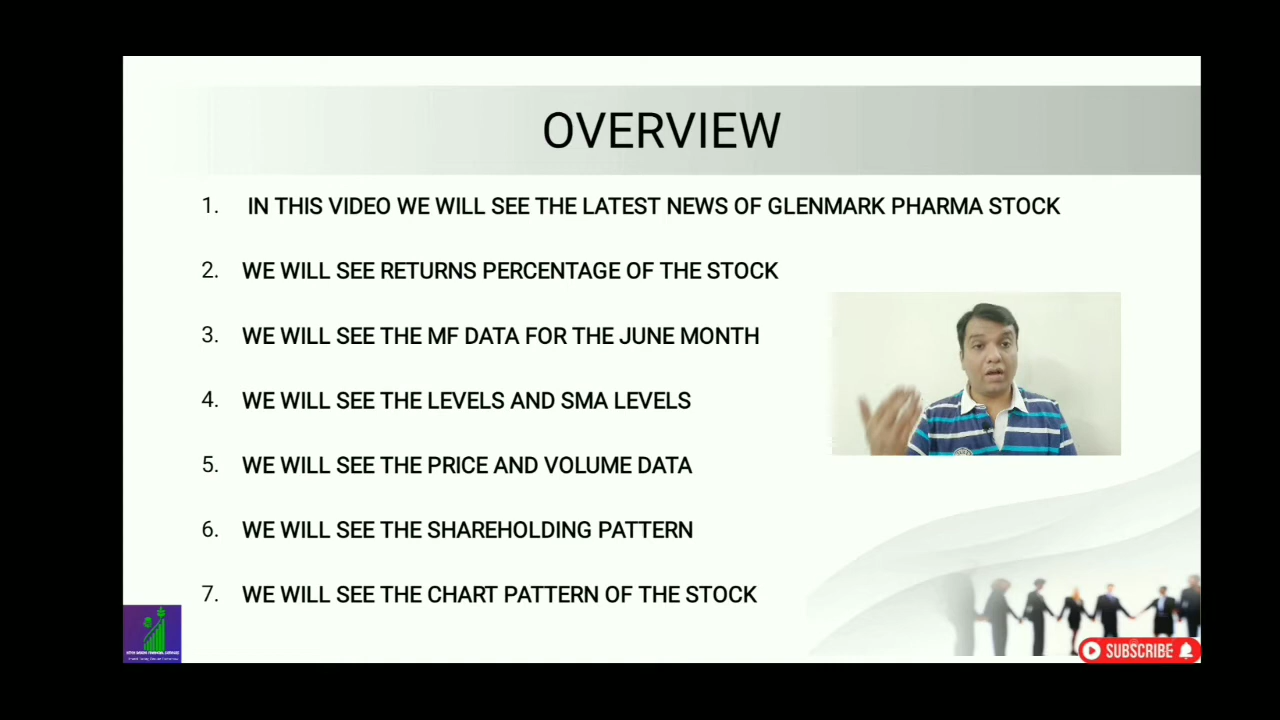 OVERVIEW
1. IN THIS VIDEO WE WILL SEE THE LATEST NEWS OF GLENMARK PHARMA STOCK
2. WE WILL SEE RETURNS PERCENTAGE OF THE STOCK
3. WE WILL SEE THE MF DATA FOR THE JUNE MONTH
4. WE WILL SEE THE LEVELS AND SMA LEVELS
5. WE WILL SEE THE PRICE AND VOLUME DATA
6. WE WILL SEE THE SHAREHOLDING PATTERN
7. WE WILL SEE THE CHART PATTERN OF THE STOCK
SUBSCRIBE